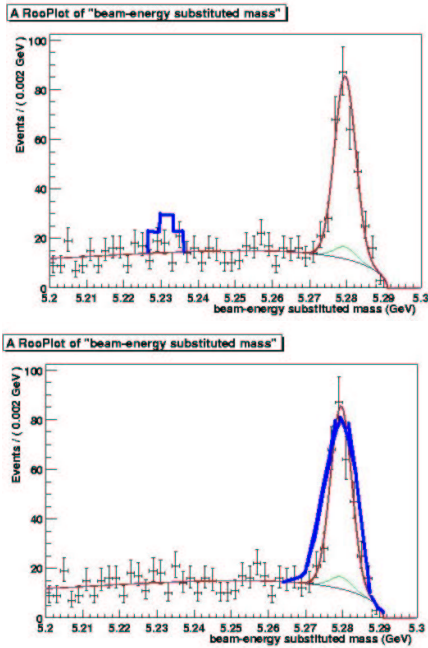 A RooPlot of "beam-energy substituted mass"
Events / ( 0.002 GeV )
100
80
60
40
20
0
5.2 5.21 5.22 5.23 5.24 5.25 5.26 5.27 5.28 5.29 5.3
beam-energy substituted mass (GeV)
A RooPlot of "beam-energy substituted mass"
Events / ( 0.002 GeV )
100
80
60
40
20
0
5.2 5.21 5.22 5.23 5.24 5.25 5.26 5.27 5.28 5.29 5.3
beam-energy substituted mass (GeV)